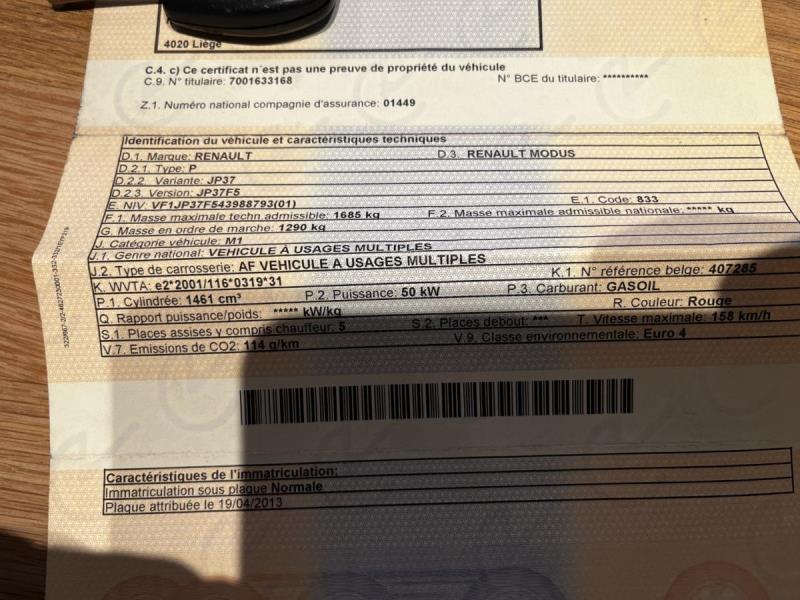 4020 Liège
C.4. c) Ce certificat n'est pas une preuve de propriété du véhicule
C.9. N° titulaire: 7001633168 N° BCE du titulaire: **********
Z.1. Numéro national compagnie d'assurance: 01449
Identification du véhicule et caractéristiques techniques
D.1. Marque: RENAULT D.3. RENAULT MODUS
D.2.1. Type: P
D.2.2. Variante: JP37
D.2.3. Version: JP37F5
E. NIV: VF1JP37F543988793(01) E.1. Code: 833
F.1. Masse maximale techn.admissible: 1685 kg F.2. Masse maximale admissible nationale: ***** kg
G. Masse en ordre de marche: 1290 kg
J. Catégorie véhicule: M1
J.1. Genre national: VEHICULE À USAGES MULTIPLES
J.2. Type de carrosserie: AF VEHICULE A USAGES MULTIPLES
K. WVTA: e2*2001/116*0319*31 K.1. N° référence belge: 407285
P.1. Cylindrée: 1461 cm³ P.2. Puissance: 50 kW P.3. Carburant: GASOIL
Q. Rapport puissance/poids: ***** kW/kg R. Couleur: Rouge
S.1. Places assises y compris chauffeur: 5 S.2. Places debout: *** T. Vitesse maximale: 158 km/h
V.7. Emissions de CO2: 114 g/km V.9. Classe environnementale: Euro 4
Caractéristiques de l'immatriculation:
Immatriculation sous plaque Normale
Plaque attribuée le 19/04/2013